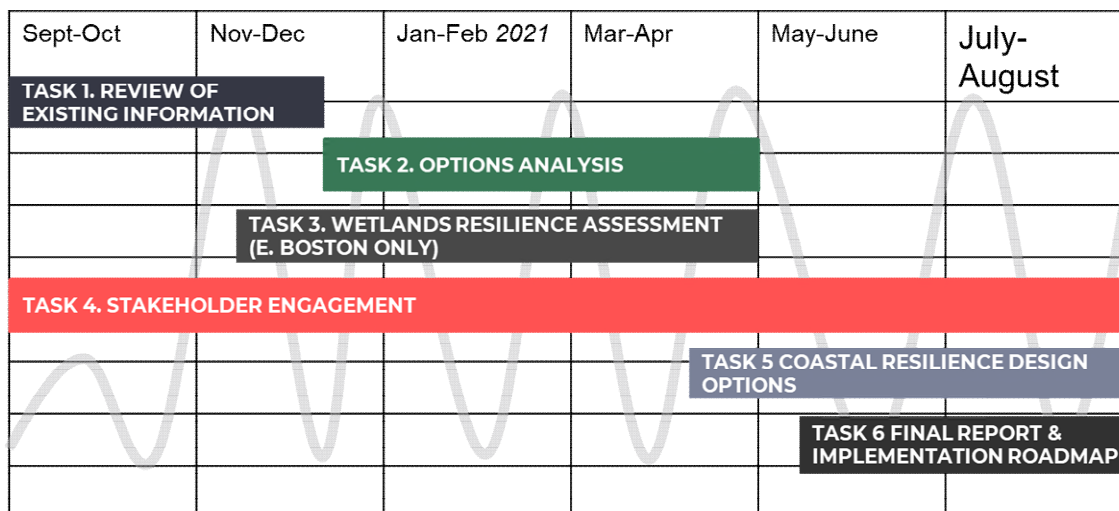 Sept-Oct
Nov-Dec
Jan-Feb 2021
Mar-Apr
May-June
July-
August
TASK 1. REVIEW OF
EXISTING INFORMATION
TASK 2. OPTIONS ANALYSIS
TASK 3. WETLANDS RESILIENCE ASSESSMENT
(E. BOSTON ONLY)
TASK 4. STAKEHOLDER ENGAGEMENT
TASK 5 COASTAL RESILIENCE DESIGN
OPTIONS
TASK 6 FINAL REPORT &
IMPLEMENTATION ROADMAP